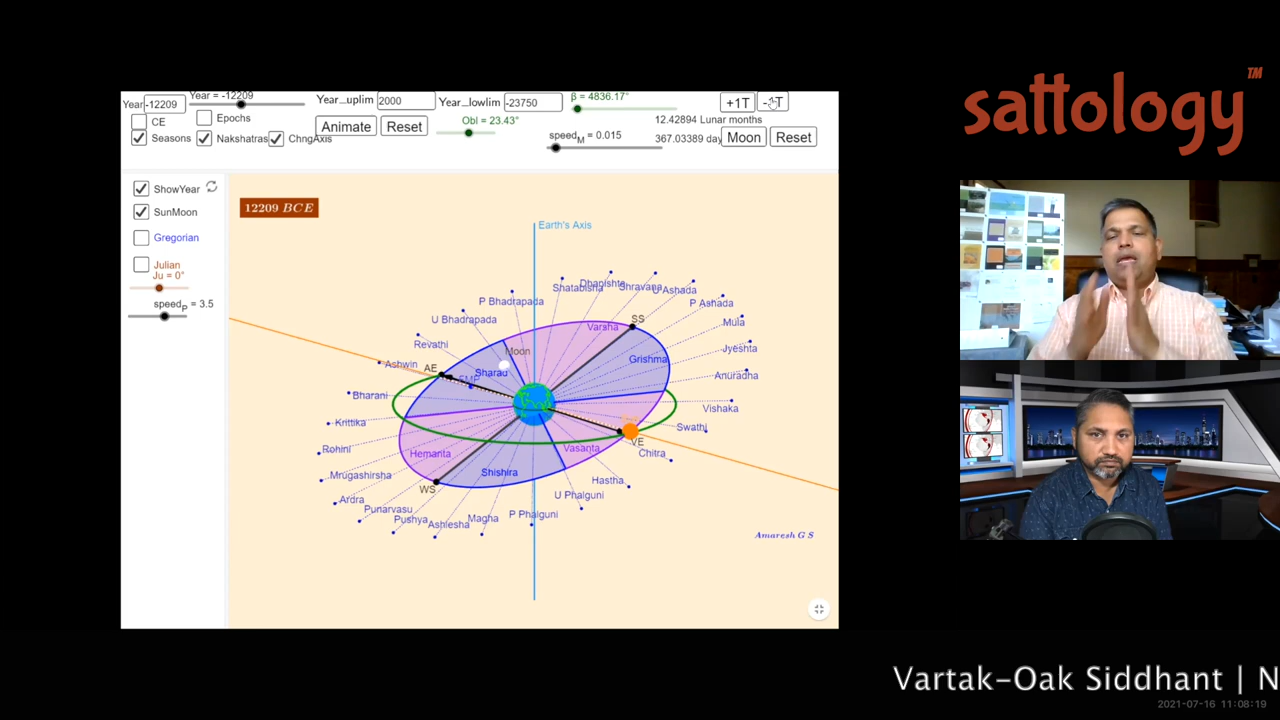 Year -12209
Year = -12209
Year_uplim 2000
Year_lowlim -23750
β = 4836.17°
+1T
CE
Epochs
Animate
Reset
Obl = 23.43°
12.42894 Lunar months
speedM = 0.015
Seasons
Nakshatras
ChngAxis
367.03389 day
Moon
Reset
ShowYear
SunMoon
Gregorian
Julian
Ju = 0°
speedP = 3.5
12209 BCE
Earth's Axis
Shatabisha
Dhanishta
Shravana
U Ashada
P Bhadrapada
P Ashada
U Bhadrapada
Varsha
SS
Mula
Revathi
Moon
Jyeshta
Ashwin
AE
Sharad
Grishma
Anuradha
Bharani
Vishaka
Krittika
Swathi
Rohini
Hemanta
Vasanta
VE
Chitra
Mrugashirsha
Shishira
Hastha
WS
Ardra
U Phalguni
Punarvasu
Pushya
Ashlesha
Magha
P Phalguni
Amaresh G S
sattology TM
Vartak-Oak Siddhant | N
2021-07-16 11:08:19